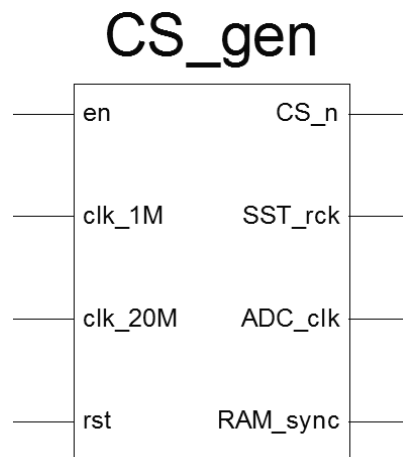 CS_gen
en CS_n
clk_1M SST_rck
clk_20M ADC_clk
rst RAM_sync